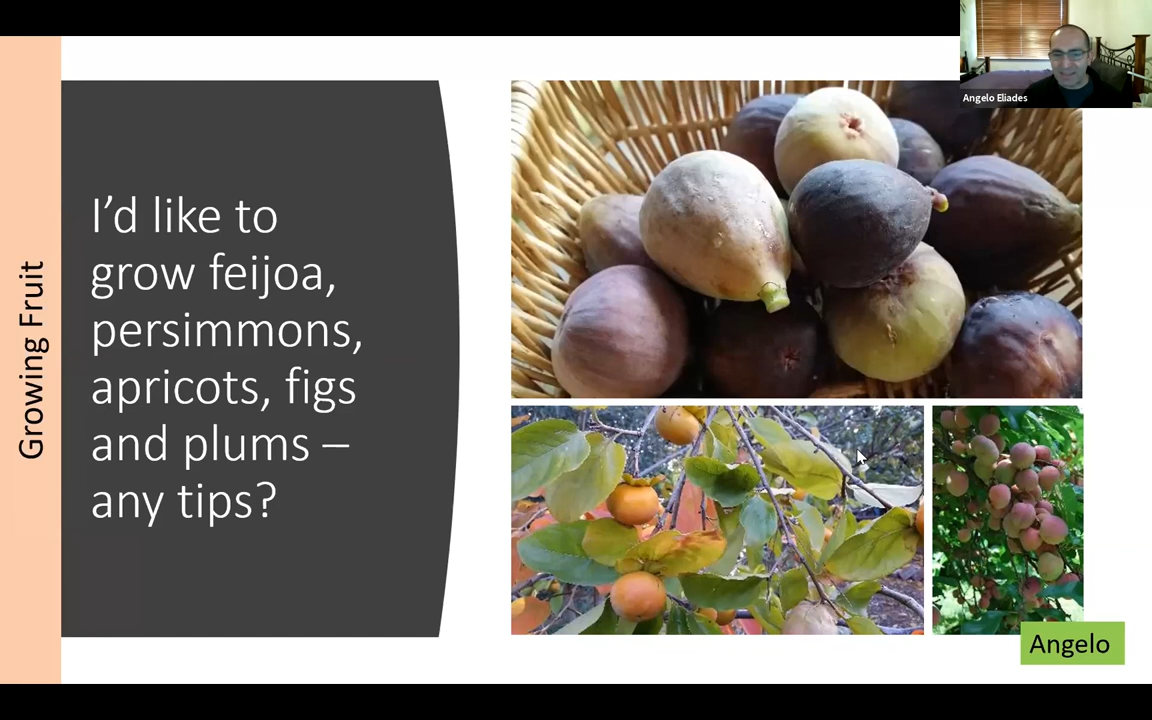 Growing Fruit
I’d like to
grow feijoa,
persimmons,
apricots, figs
and plums –
any tips?
Angelo Eliades
Angelo